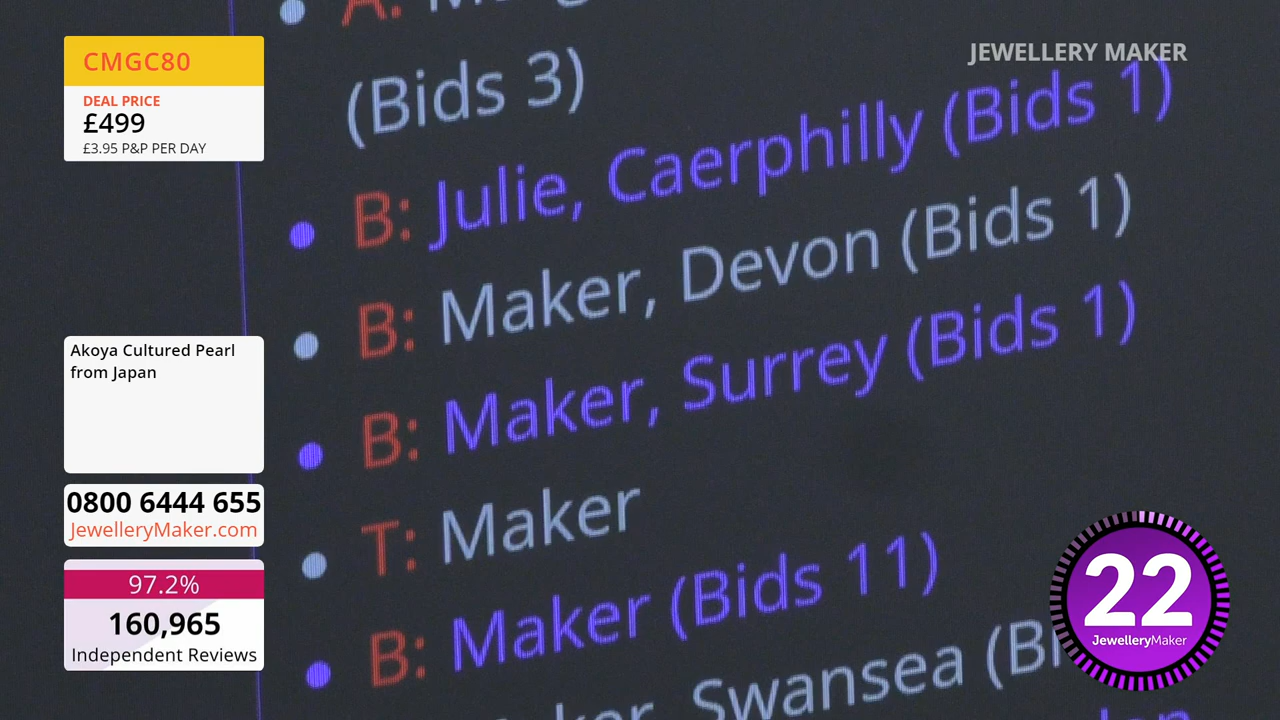 CMGC80
DEAL PRICE
£499
£3.95 P&P PER DAY
JEWELLERY MAKER
A:
(Bids 3)
B: Julie, Caerphilly (Bids 1)
B: Maker, Devon (Bids 1)
B: Maker, Surrey (Bids 1)
T: Maker
B: Maker (Bids 11)
Swansea
Akoya Cultured Pearl
from Japan
0800 6444 655
JewelleryMaker.com
97.2%
160,965
Independent Reviews
22
JewelleryMaker